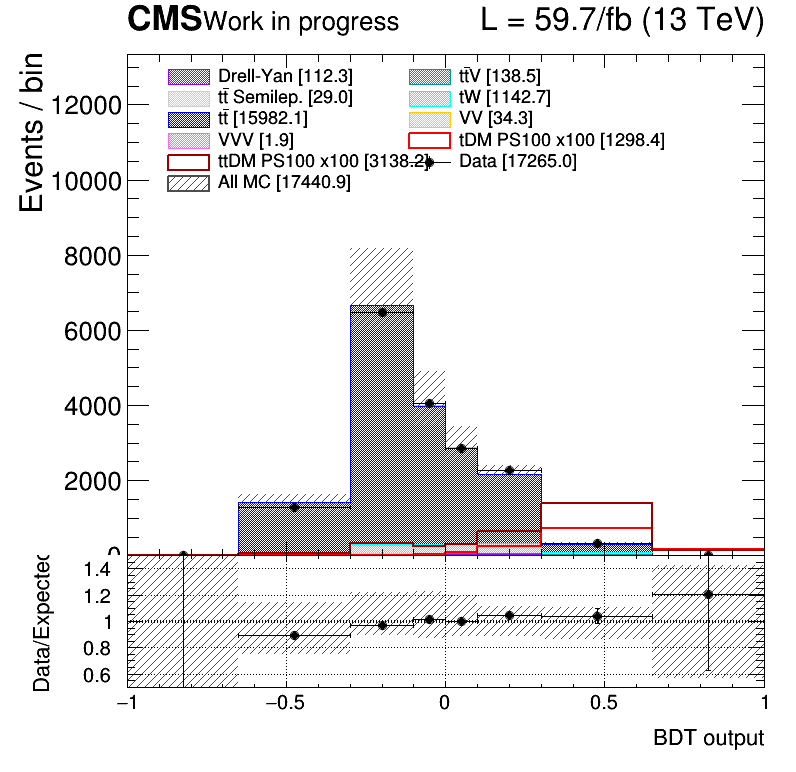 CMS Work in progress L = 59.7/fb (13 TeV)
Events / bin
Drell-Yan [112.3] tt̄V [138.5]
tt̄ Semilep. [29.0] tW [1142.7]
tt̄ [15982.1] VV [34.3]
VVV [1.9] tDM PS100 x100 [1298.4]
ttDM PS100 x100 [3138.2] Data [17265.0]
All MC [17440.9]
12000
10000
8000
6000
4000
2000
0
Data/Expected
1.4
1.2
1
0.8
0.6
−1 −0.5 0 0.5 1
BDT output